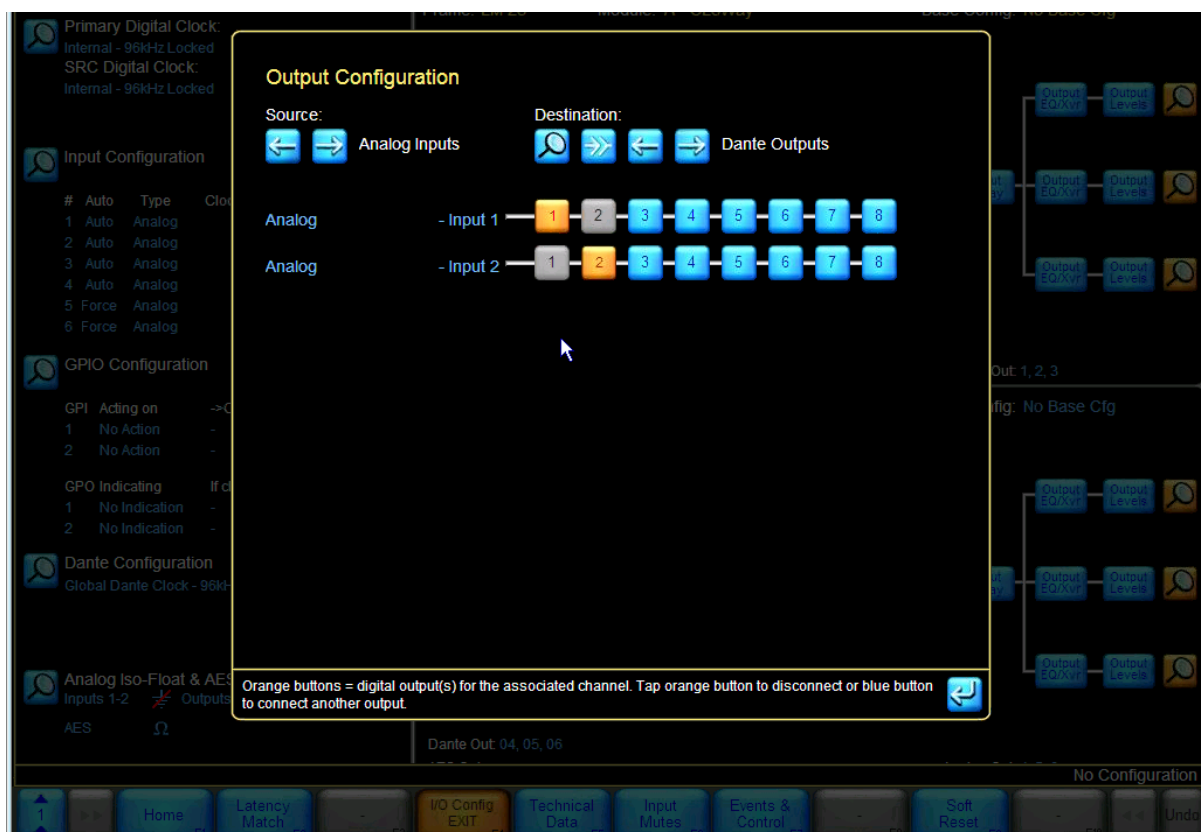 Primary Digital Clock:
Internal - 96kHz Locked
SRC Digital Clock:
Internal - 96kHz Locked
Input Configuration
# Auto Type
1 Auto Analog
2 Auto Analog
3 Auto Analog
4 Auto Analog
5 Force Analog
6 Force Analog
GPIO Configuration
GPI Acting on
1 No Action -
2 No Action -
GPO Indicating
1 No Indication -
2 No Indication -
Dante Configuration
Global Dante Clock -
Analog Iso-Float &
Inputs 1-2 Outputs
AES Ω
Output Configuration
Source: Destination:
Analog Inputs Dante Outputs
Analog - Input 1 1 2 3 4 5 6 7 8
Analog - Input 2 1 2 3 4 5 6 7 8
Orange buttons = digital output(s) for the associated channel. Tap orange button to disconnect or blue button
to connect another output.
Output EQ/Xvr Output Levels
Output EQ/Xvr Output Levels
Output EQ/Xvr Output Levels
Out: 1, 2, 3
No Base Cfg
Output EQ/Xvr Output Levels
Output EQ/Xvr Output Levels
Output EQ/Xvr Output Levels
Dante Out: 04, 05, 06
No Configuration
1 Home Latency Match - I/O Config EXIT Technical Data Input Mutes Events & Control - Soft Reset - Undo